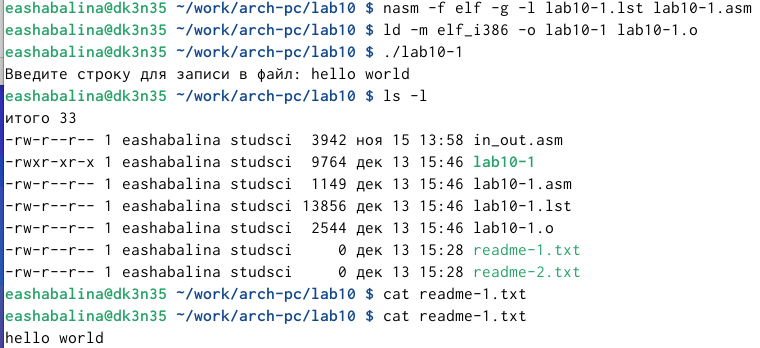 eashabalina@dk3n35 ~/work/arch-pc/lab10 $ nasm -f elf -g -l lab10-1.lst lab10-1.asm
eashabalina@dk3n35 ~/work/arch-pc/lab10 $ ld -m elf_i386 -o lab10-1 lab10-1.o
eashabalina@dk3n35 ~/work/arch-pc/lab10 $ ./lab10-1
Введите строку для записи в файл: hello world
eashabalina@dk3n35 ~/work/arch-pc/lab10 $ ls -l
итого 33
-rw-r--r-- 1 eashabalina studsci  3942 ноя 15 13:58 in_out.asm
-rwxr-xr-x 1 eashabalina studsci  9764 дек 13 15:46 lab10-1
-rw-r--r-- 1 eashabalina studsci  1149 дек 13 15:46 lab10-1.asm
-rw-r--r-- 1 eashabalina studsci 13856 дек 13 15:46 lab10-1.lst
-rw-r--r-- 1 eashabalina studsci  2544 дек 13 15:46 lab10-1.o
-rw-r--r-- 1 eashabalina studsci     0 дек 13 15:28 readme-1.txt
-rw-r--r-- 1 eashabalina studsci     0 дек 13 15:28 readme-2.txt
eashabalina@dk3n35 ~/work/arch-pc/lab10 $ cat readme-1.txt
eashabalina@dk3n35 ~/work/arch-pc/lab10 $ cat readme-1.txt
hello world